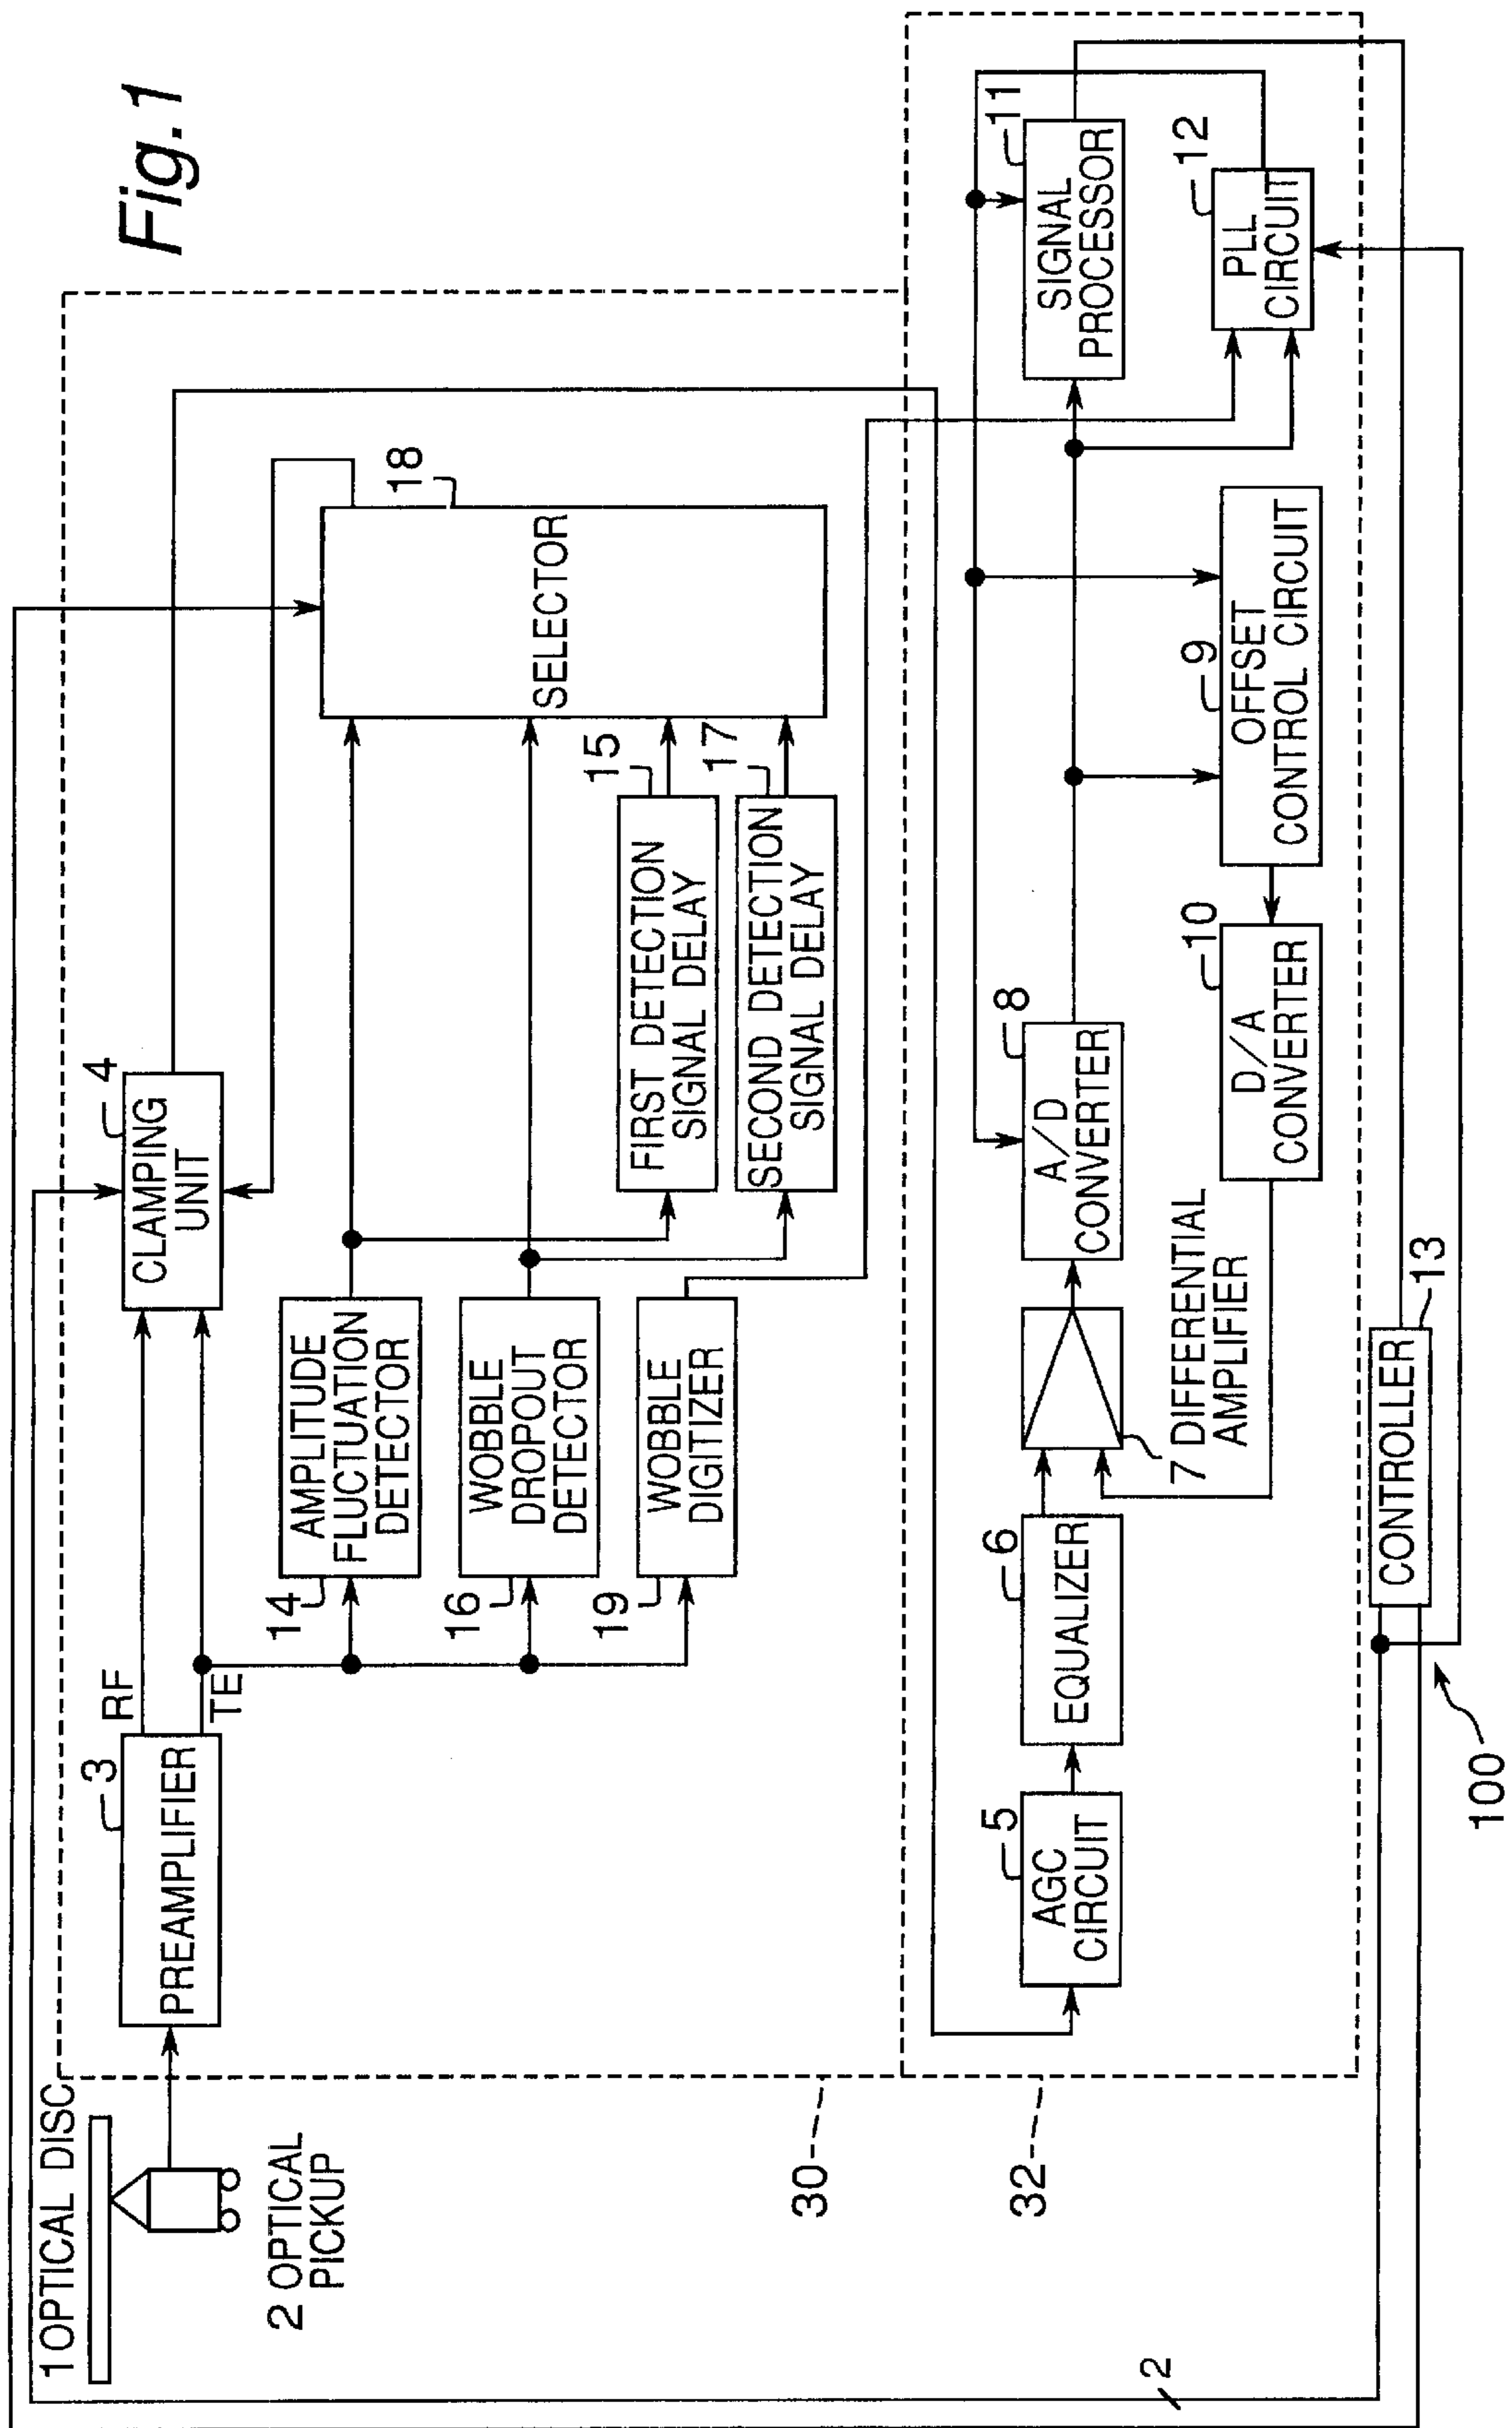 Fig.1
1 OPTICAL DISC
2 OPTICAL
PICKUP
3
PREAMPLIFIER
RF
TE
4
CLAMPING
UNIT
14
AMPLITUDE
FLUCTUATION
DETECTOR
16
WOBBLE
DROPOUT
DETECTOR
19
WOBBLE
DIGITIZER
15
FIRST DETECTION
SIGNAL DELAY
17
SECOND DETECTION
SIGNAL DELAY
18
SELECTOR
30
32
5
AGC
CIRCUIT
6
EQUALIZER
7 DIFFERENTIAL
AMPLIFIER
8
A/D
CONVERTER
9
OFFSET
CONTROL CIRCUIT
10
D/A
CONVERTER
11
SIGNAL
PROCESSOR
12
PLL
CIRCUIT
13
CONTROLLER
2
100